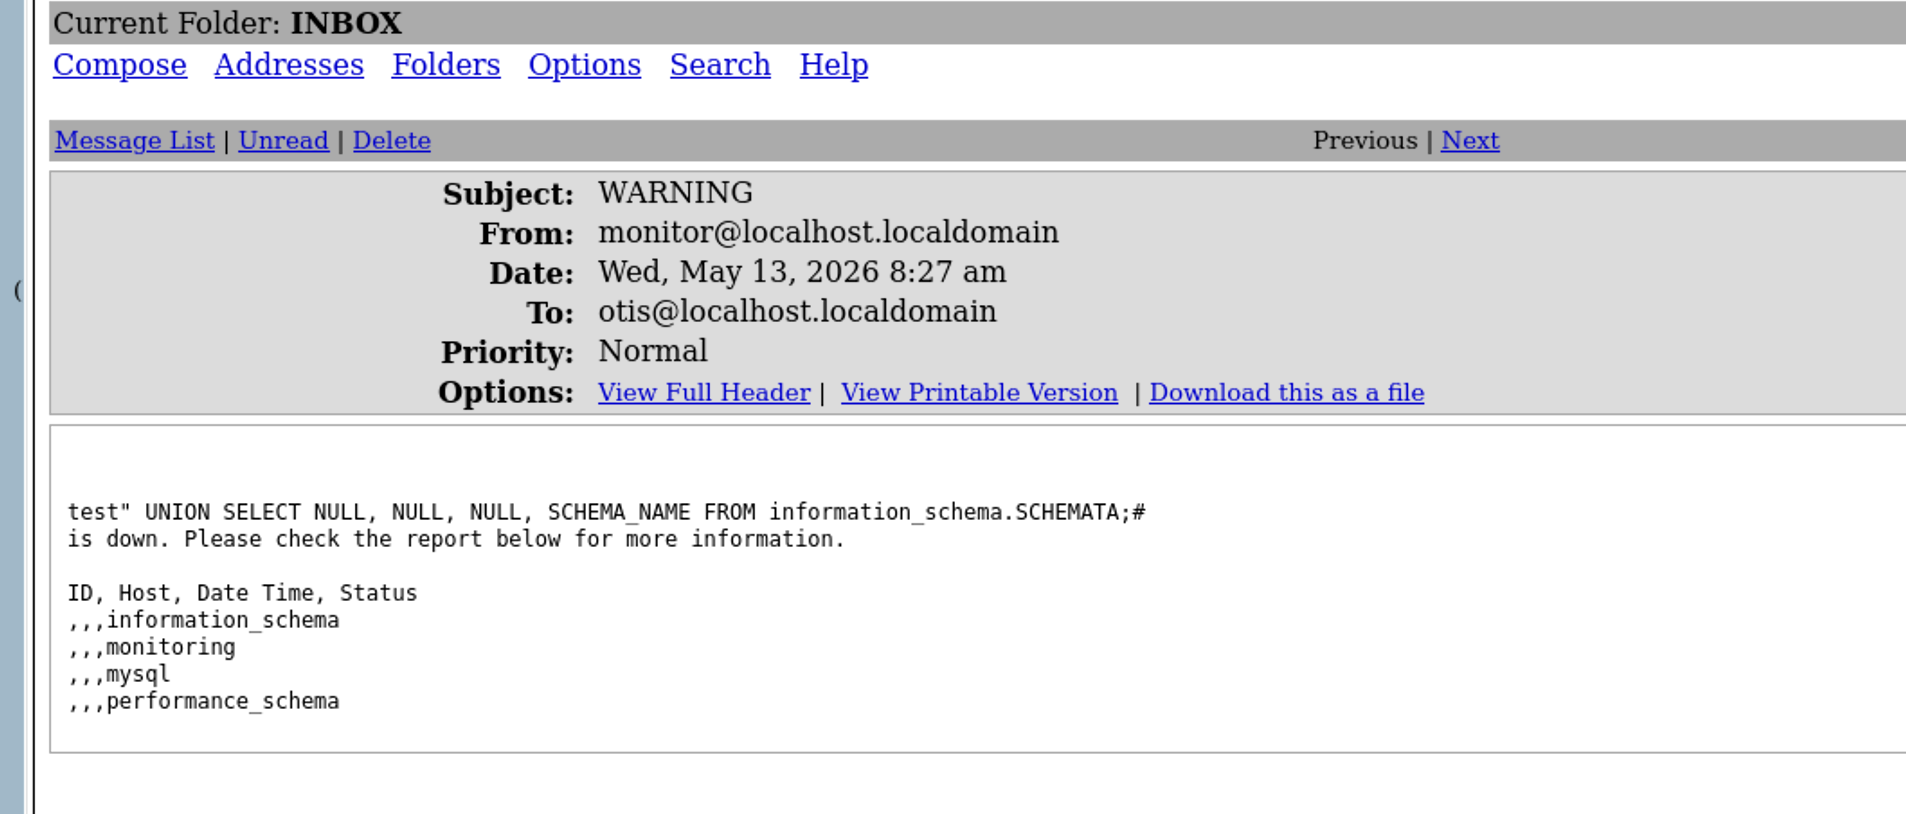 Current Folder: INBOX
Compose Addresses Folders Options Search Help
Message List | Unread | Delete Previous | Next
Subject: WARNING
From: monitor@localhost.localdomain
Date: Wed, May 13, 2026 8:27 am
To: otis@localhost.localdomain
Priority: Normal
Options: View Full Header | View Printable Version | Download this as a file
(
test" UNION SELECT NULL, NULL, NULL, SCHEMA_NAME FROM information_schema.SCHEMATA;#
is down. Please check the report below for more information.
ID, Host, Date Time, Status
,,,information_schema
,,,monitoring
,,,mysql
,,,performance_schema